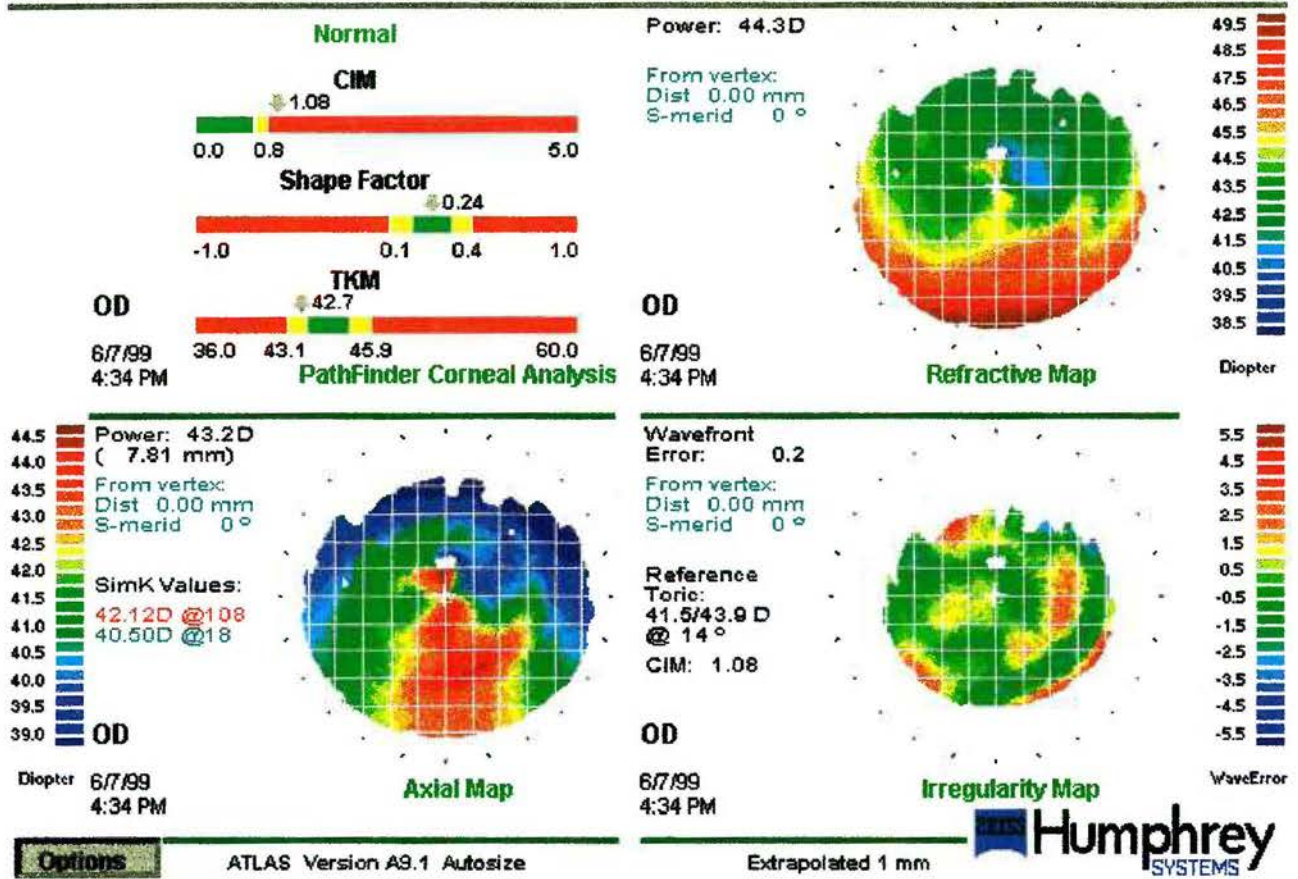 Normal
CIM
1.08
0.0 0.8 5.0
Shape Factor
0.24
-1.0 0.1 0.4 1.0
TKM
42.7
OD
36.0 43.1 45.9 60.0
6/7/99
4:34 PM
PathFinder Corneal Analysis
Power: 44.3D
From vertex:
Dist 0.00 mm
S-merid 0 °
OD
6/7/99
4:34 PM
Refractive Map
49.5
48.5
47.5
46.5
45.5
44.5
43.5
42.5
41.5
40.5
39.5
38.5
Diopter
44.5
44.0
43.5
43.0
42.5
42.0
41.5
41.0
40.5
40.0
39.5
39.0
Diopter
Power: 43.2D
( 7.81 mm)
From vertex:
Dist 0.00 mm
S-merid 0 °
SimK Values:
42.12D @108
40.50D @18
OD
6/7/99
4:34 PM
Axial Map
Wavefront
Error: 0.2
From vertex:
Dist 0.00 mm
S-merid 0 °
Reference
Toric:
41.5/43.9 D
@ 14 °
CIM: 1.08
OD
6/7/99
4:34 PM
Irregularity Map
5.5
4.5
3.5
2.5
1.5
0.5
-0.5
-1.5
-2.5
-3.5
-4.5
-5.5
WaveError
Options
ATLAS Version A9.1 Autosize
Extrapolated 1 mm
ZEISS Humphrey
SYSTEMS